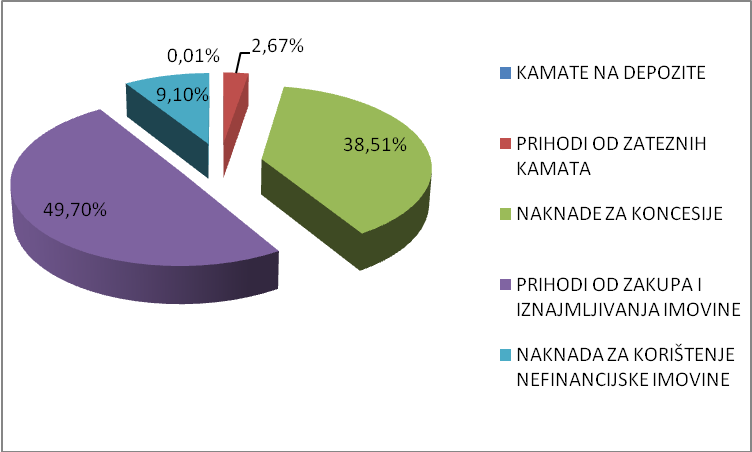 0,01%
2,67%
9,10%
38,51%
49,70%
KAMATE NA DEPOZITE
PRIHODI OD ZATEZNIH
KAMATA
NAKNADE ZA KONCESIJE
PRIHODI OD ZAKUPA I
IZNAJMLJIVANJA IMOVINE
NAKNADA ZA KORIŠTENJE
NEFINANCIJSKE IMOVINE